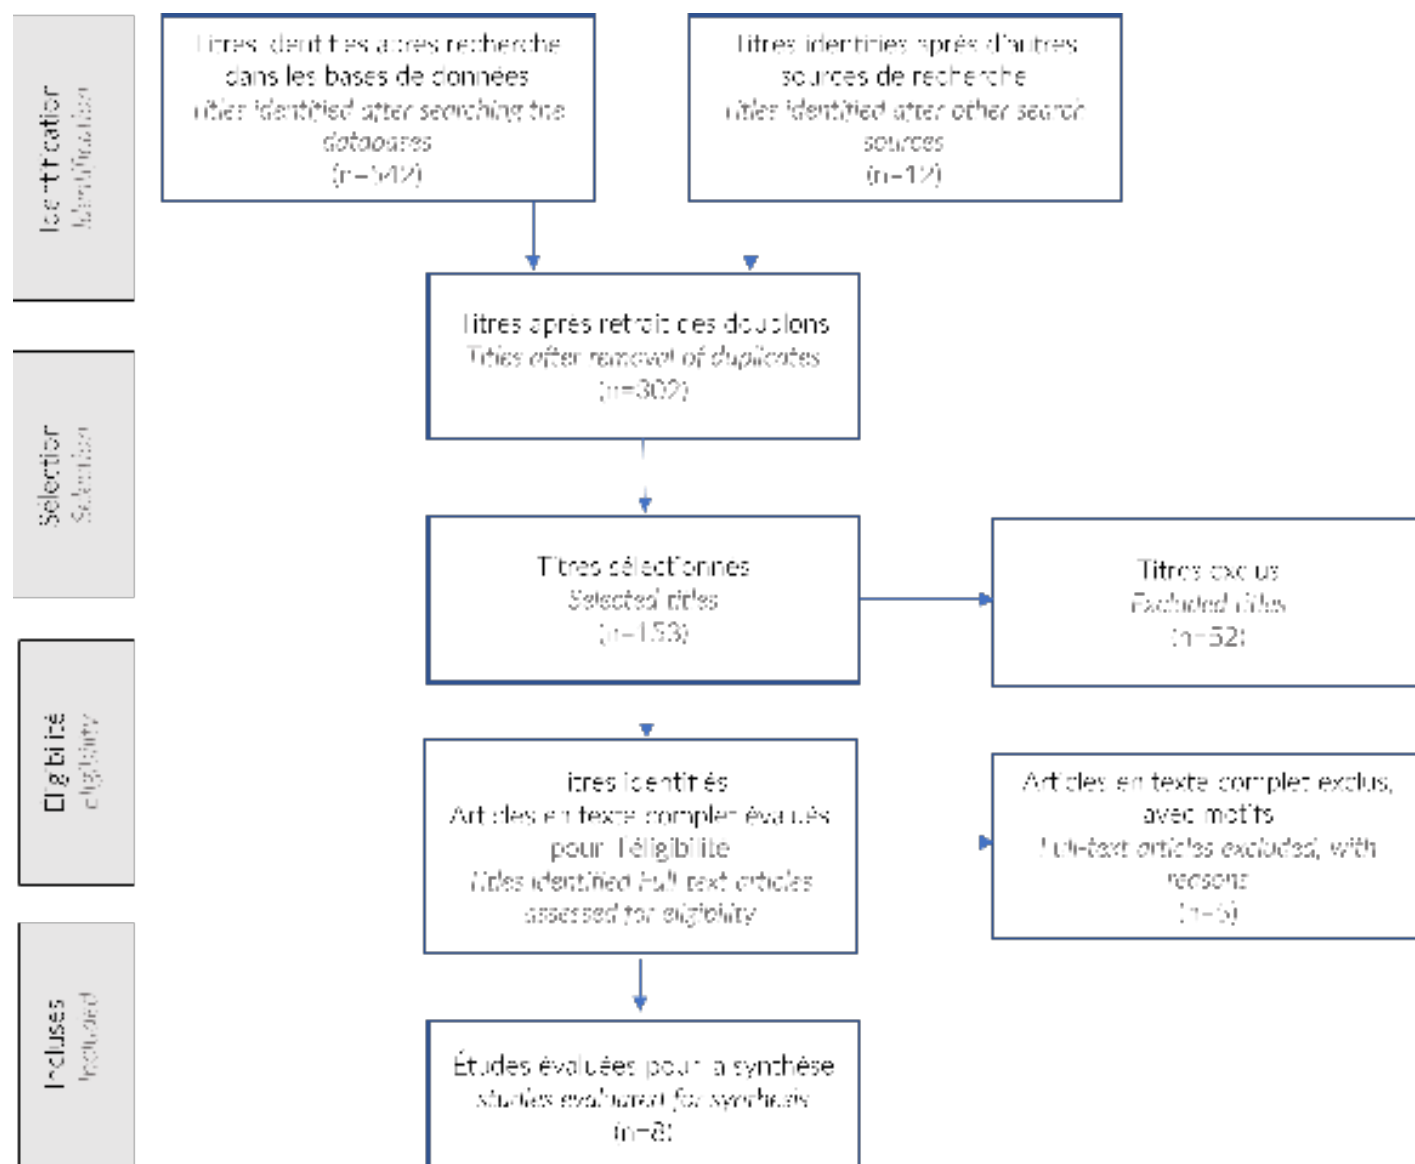 Identification
Identification
Titres identifiés après recherche
dans les bases de données
Titles identified after searching the
databases
(n=542)
Titres identifiés après d'autres
sources de recherche
Titles identified after other search
sources
(n=12)
Titres après retrait des doublons
Titles after removal of duplicates
(n=302)
Sélection
Selection
Titres sélectionnés
Selected titles
(n=153)
Titres exclus
Excluded titles
(n=52)
Éligibilité
Eligibility
Titres identifiés
Articles en texte complet évalués
pour l'éligibilité
Titles identified Full text articles
assessed for eligibility
Articles en texte complet exclus,
avec motifs
Full-text articles excluded, with
reasons
Incluses
Included
Études évaluées pour la synthèse
studies evaluated for synthesis
(n=8)